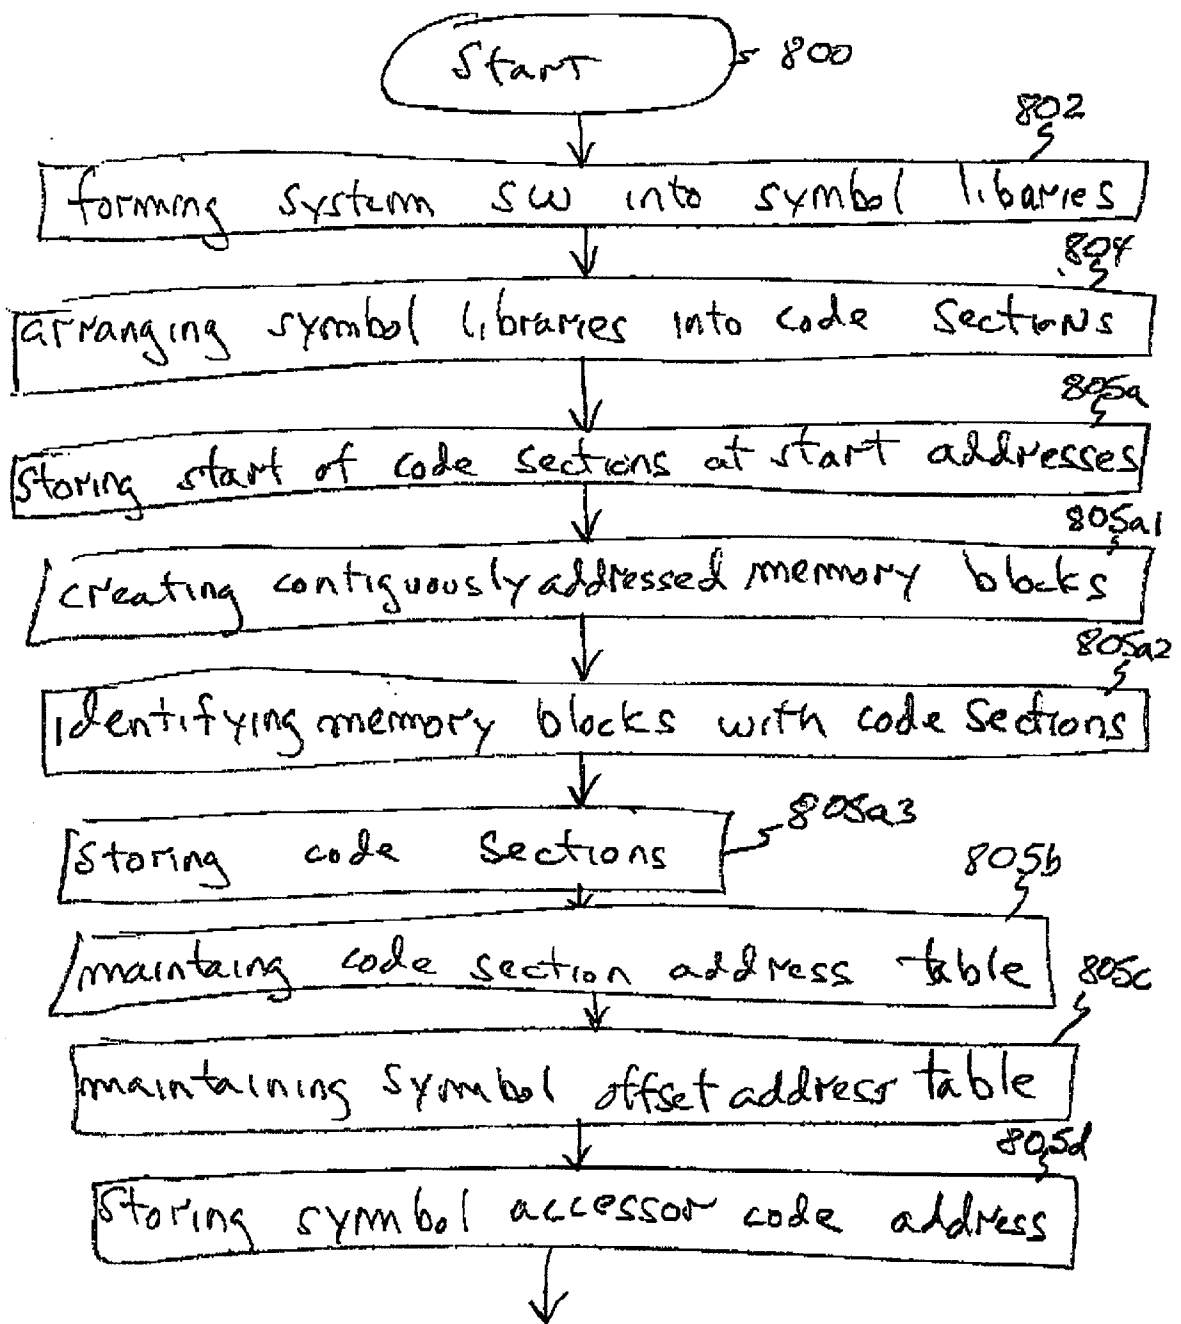 Start 800
802
forming system SW into symbol libaries
804
arranging symbol libraries into code sections
805a
storing start of code sections at start addresses
805a1
creating contiguously addressed memory blocks
805a2
identifying memory blocks with code sections
805a3
storing code sections
805b
maintaing code section address table
805c
maintaining symbol offset address table
805d
storing symbol accessor code address